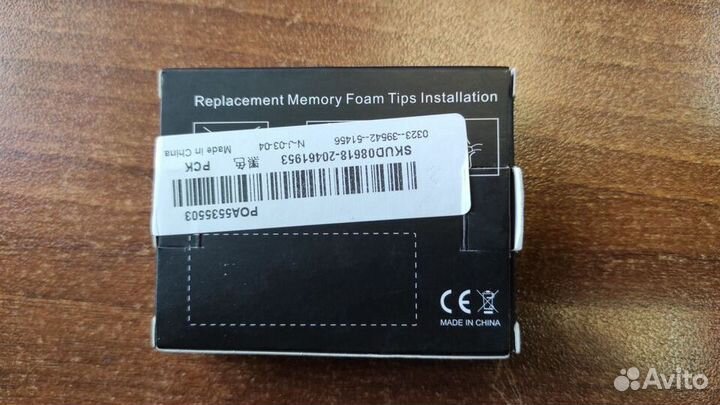 Replacement Memory Foam Tips Installation
POA5535503
黑色 PCK
SKUD08618-20461953 Made in China
N-J-03-04
0323--39542--51456
CE
MADE IN CHINA
Avito